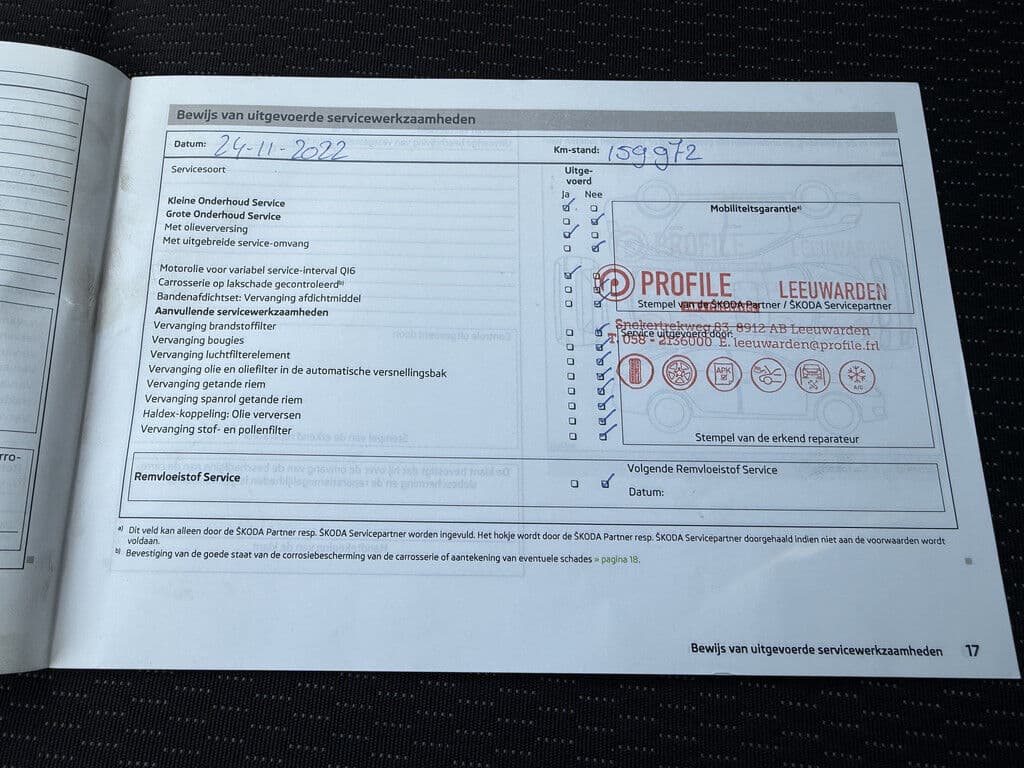 Bewijs van uitgevoerde servicewerkzaamheden
Datum: 24-11-2022 Km-stand: 159972
Servicesoort Uitge-
voerd
Ja Nee
Kleine Onderhoud Service
Grote Onderhoud Service
Met olieverversing
Met uitgebreide service-omvang
Motorolie voor variabel service-interval QI6
Carrosserie op lakschade gecontroleerd b)
Bandenafdichtset: Vervanging afdichtmiddel
Aanvullende servicewerkzaamheden
Vervanging brandstoffilter
Vervanging bougies
Vervanging luchtfilterelement
Vervanging olie en oliefilter in de automatische versnellingsbak
Vervanging getande riem
Vervanging spanrol getande riem
Haldex-koppeling: Olie verversen
Vervanging stof- en pollenfilter
Mobiliteitsgarantie a)
PROFILE LEEUWARDEN
Stempel van de ŠKODA Partner / ŠKODA Servicepartner
Snekertrekweg 83, 8912 AB Leeuwarden
Service uitgevoerd door:
T. 058 - 2136000 E. leeuwarden@profile.frl
APK
A/C
Stempel van de erkend reparateur
Remvloeistof Service
Volgende Remvloeistof Service
Datum:
a) Dit veld kan alleen door de ŠKODA Partner resp. ŠKODA Servicepartner worden ingevuld. Het hokje wordt door de ŠKODA Partner resp. ŠKODA Servicepartner doorgehaald indien niet aan de voorwaarden wordt
voldaan.
b) Bevestiging van de goede staat van de corrosiebescherming van de carrosserie of aantekening van eventuele schades » pagina 18.
Bewijs van uitgevoerde servicewerkzaamheden 17
rro-